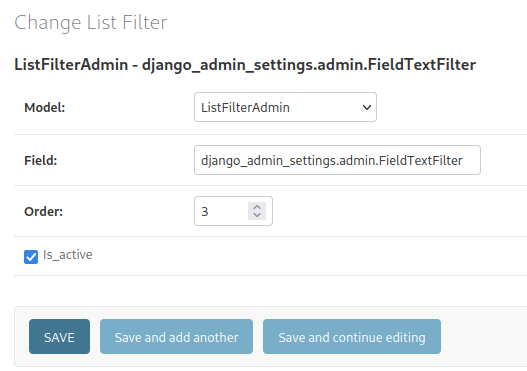 Change List Filter
ListFilterAdmin - django_admin_settings.admin.FieldTextFilter
Model: ListFilterAdmin
Field: django_admin_settings.admin.FieldTextFilter
Order: 3
Is_active
SAVE Save and add another Save and continue editing